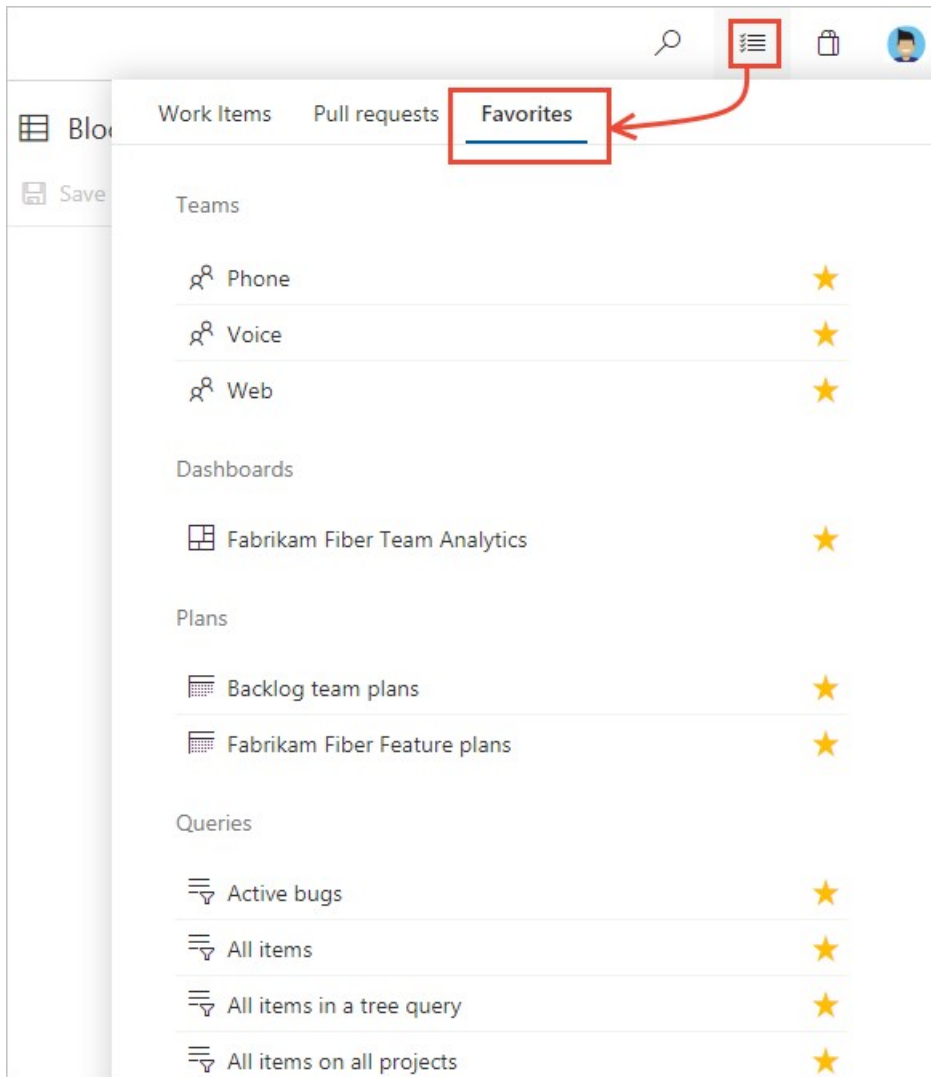 Work Items Pull requests Favorites
Save
Teams
Phone
Voice
Web
Dashboards
Fabrikam Fiber Team Analytics
Plans
Backlog team plans
Fabrikam Fiber Feature plans
Queries
Active bugs
All items
All items in a tree query
All items on all projects